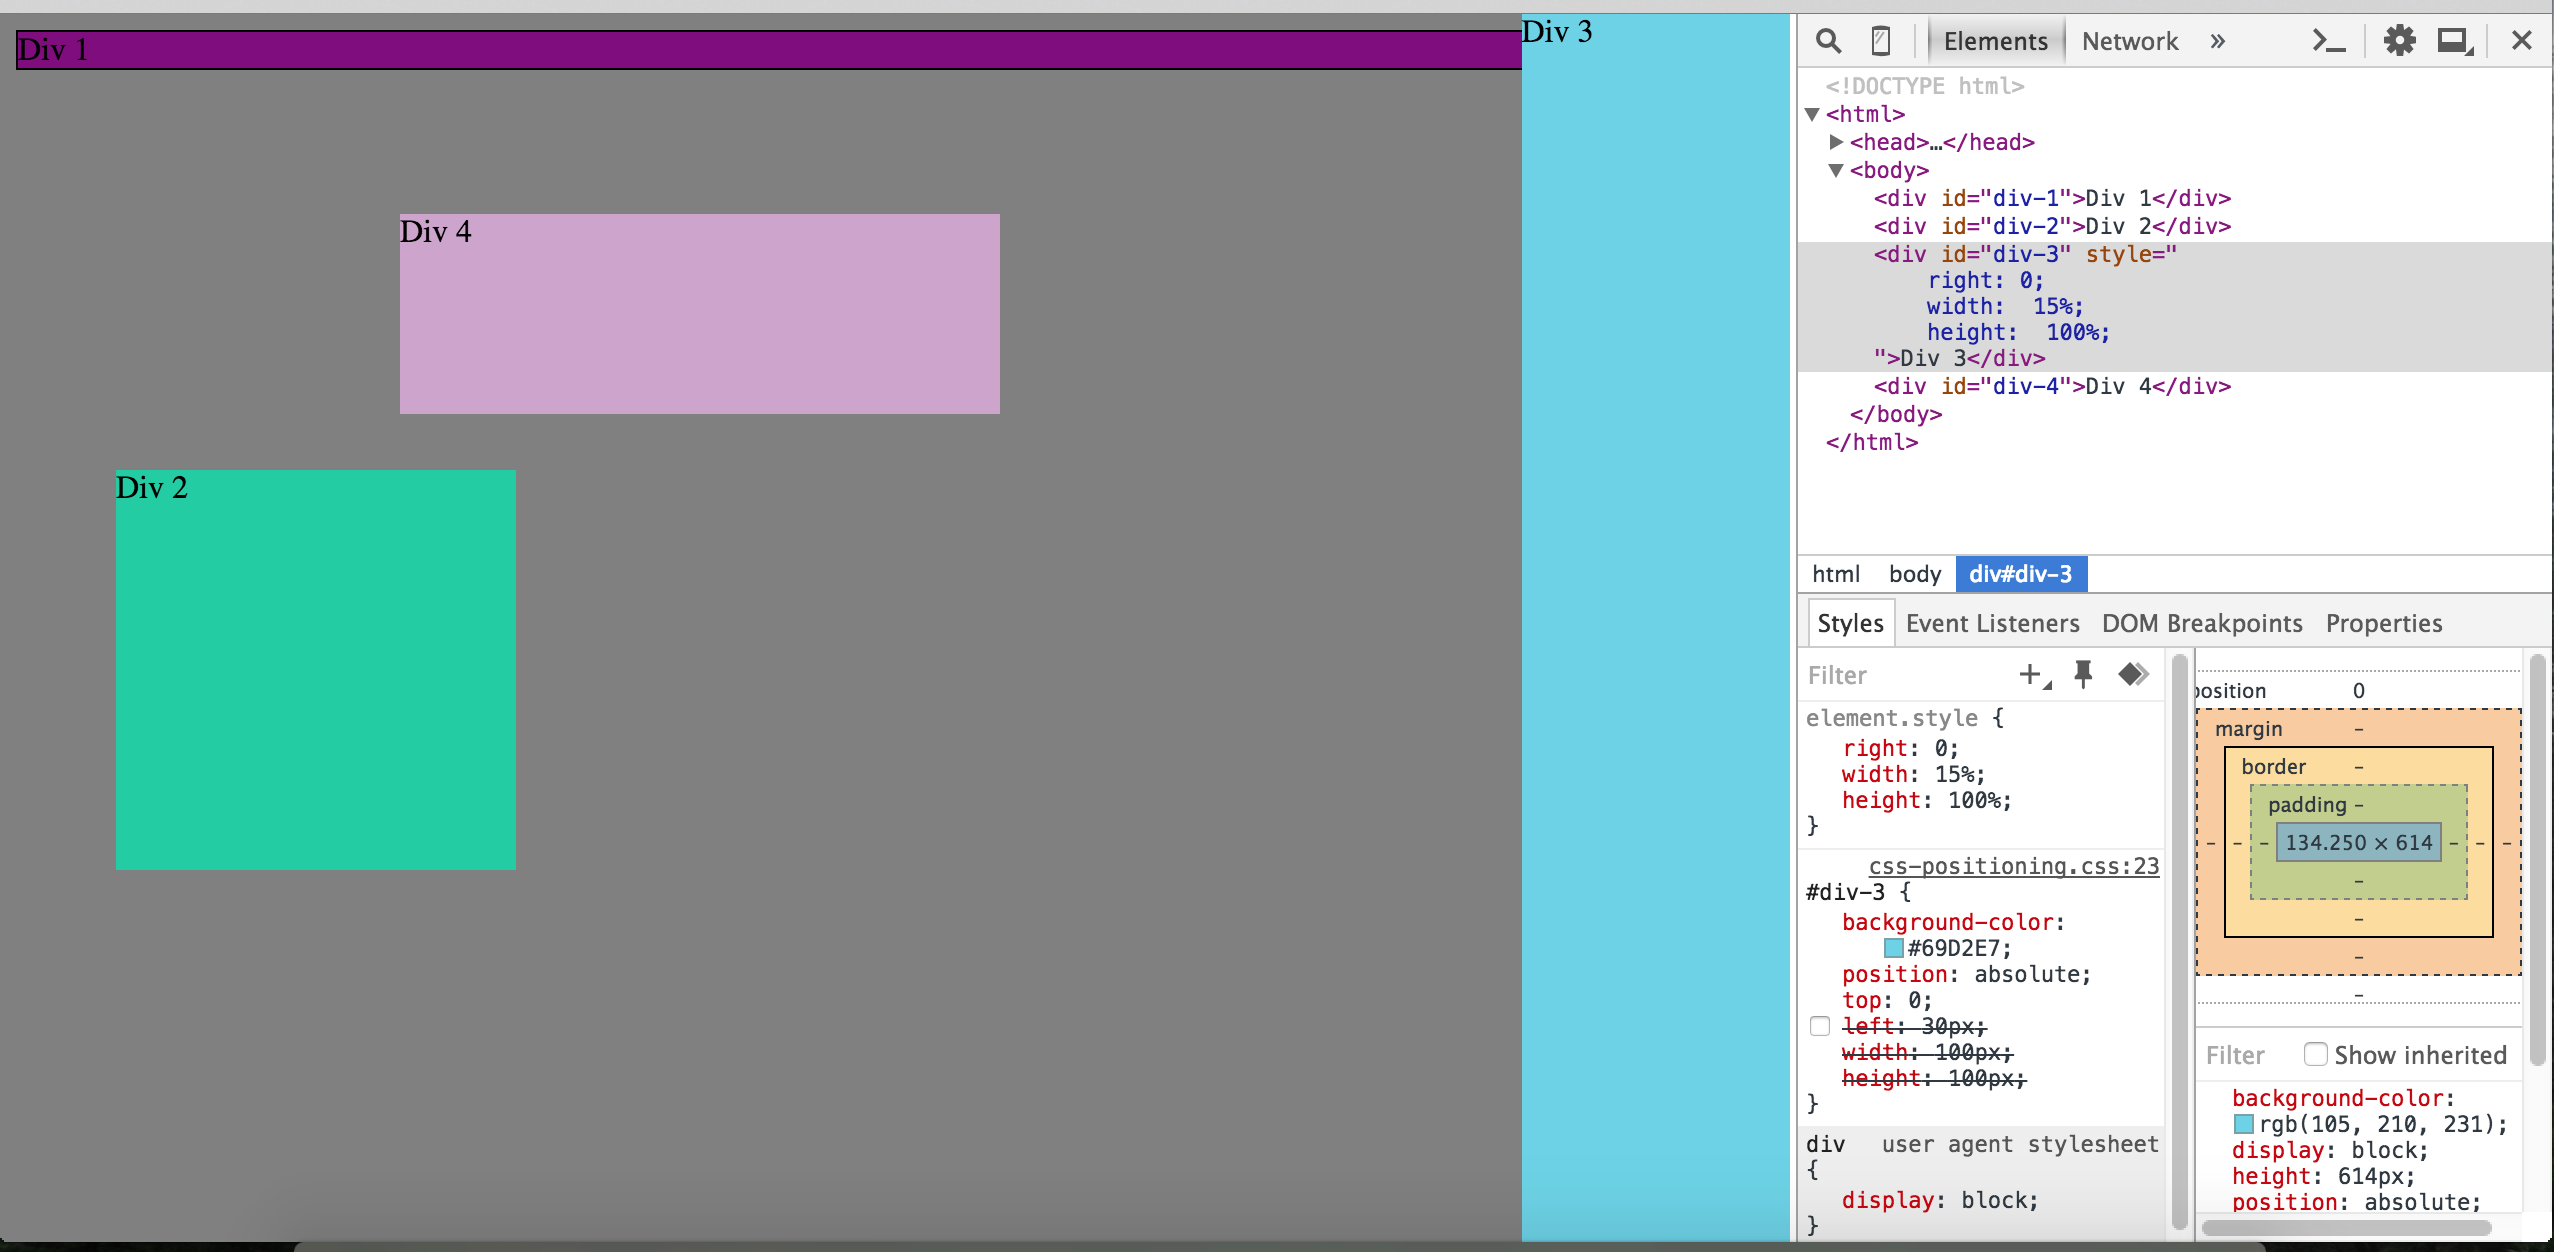 Div 1
Div 3
Div 4
Div 2
Elements Network »
<!DOCTYPE html>
<html>
<head>…</head>
<body>
<div id="div-1">Div 1</div>
<div id="div-2">Div 2</div>
<div id="div-3" style="
right: 0;
width:  15%;
height:  100%;
">Div 3</div>
<div id="div-4">Div 4</div>
</body>
</html>
html body div#div-3
Styles Event Listeners DOM Breakpoints Properties
Filter
element.style {
right: 0;
width: 15%;
height: 100%;
}
css-positioning.css:23
#div-3 {
background-color:
#69D2E7;
position: absolute;
top: 0;
left: 30px;
width: 100px;
height: 100px;
}
div user agent stylesheet
{
display: block;
}
position 0
margin -
border -
padding -
- - - 134.250 × 614 - - -
-
-
-
-
Filter Show inherited
background-color:
rgb(105, 210, 231);
display: block;
height: 614px;
position: absolute;